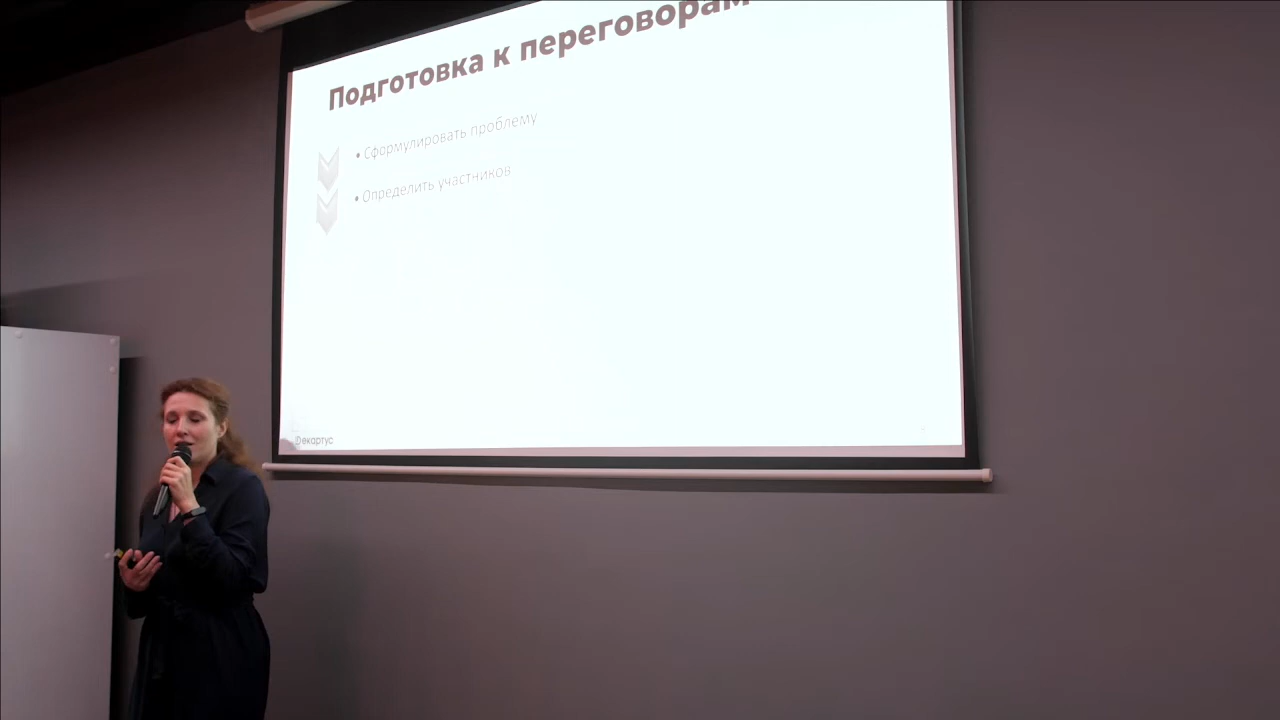 Подготовка к переговорам
• Сформулировать проблему
• Определить участников
Декартус